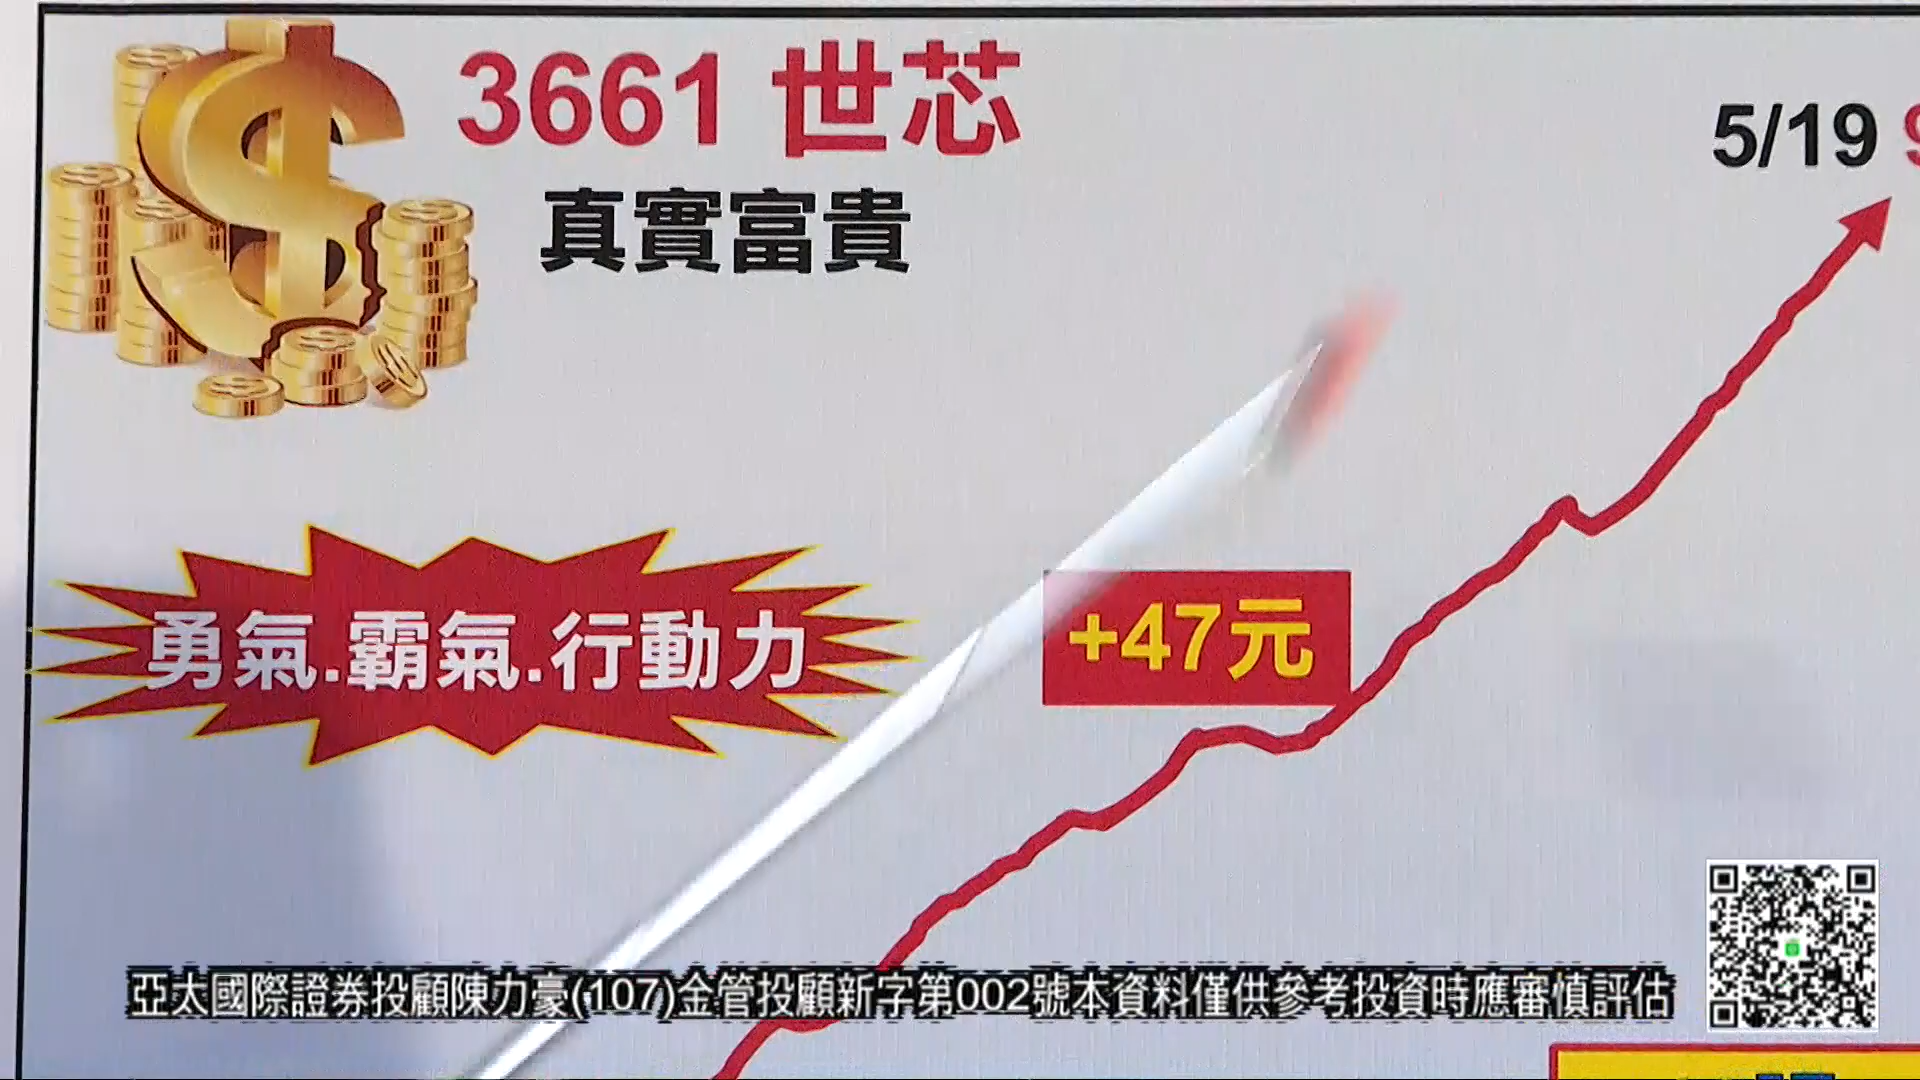 3661 世芯
5/19 9
真實富貴
勇氣.霸氣.行動力
+47元
亞太國際證券投顧陳力豪(107)金管投顧新字第002號本資料僅供參考投資時應審慎評估